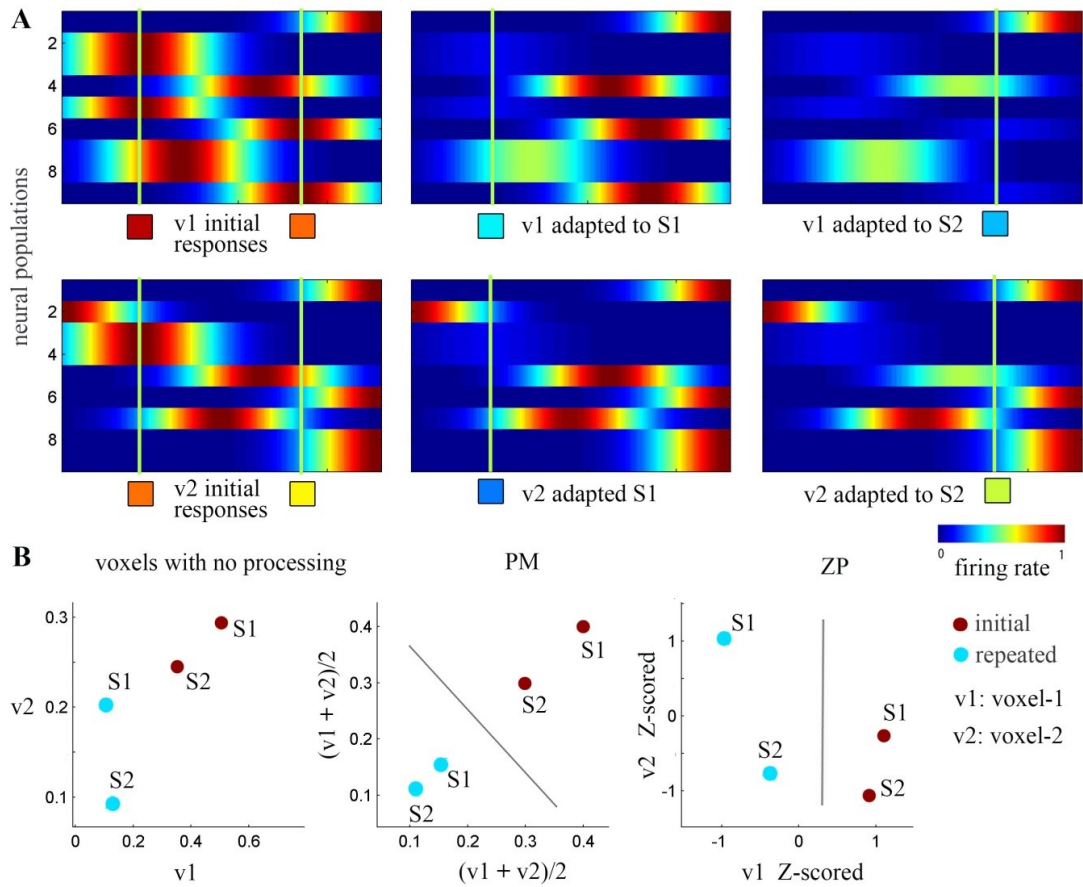 A
2
4
6
8
neural populations
v1 initial
responses
v1 adapted to S1
v1 adapted to S2
2
4
6
8
v2 initial
responses
v2 adapted S1
v2 adapted to S2
0
1
firing rate
B
voxels with no processing
PM
ZP
0.3
0.2
0.1
v2
S1
S2
S1
S2
0
0.2
0.4
0.6
v1
0.4
0.3
0.2
0.1
(v1 + v2)/2
S1
S2
S1
S2
0.1
0.3
0.4
(v1 + v2)/2
1
0
-1
v2 Z-scored
S1
S1
S2
S2
-1
0
1
v1 Z-scored
initial
repeated
v1: voxel-1
v2: voxel-2